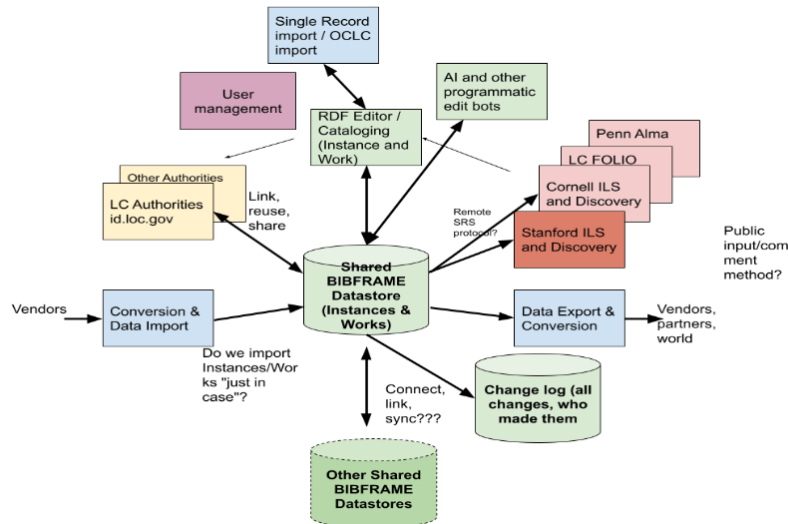 Single Record
import / OCLC
import
AI and other
programmatic
edit bots
User
management
RDF Editor /
Cataloging
(Instance and
Work)
Penn Alma
LC FOLIO
Cornell ILS
and Discovery
Stanford ILS
and Discovery
Other Authorities
LC Authorities
id.loc.gov
Link,
reuse,
share
Remote
SRS
protocol?
Public
input/com
ment
method?
Shared
BIBFRAME
Datastore
(Instances &
Works)
Vendors
Conversion &
Data Import
Data Export &
Conversion
Vendors,
partners,
world
Do we import
Instances/Wor
ks "just in
case"?
Connect,
link,
sync???
Change log (all
changes, who
made them
Other Shared
BIBFRAME
Datastores